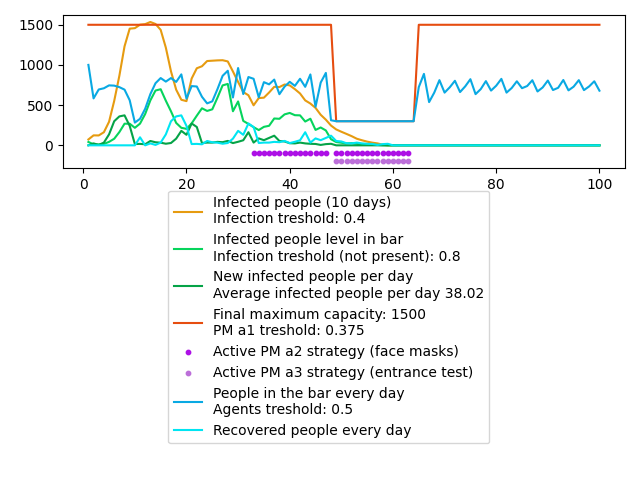 1500
1000
500
0
0 20 40 60 80 100
Infected people (10 days)
Infection treshold: 0.4
Infected people level in bar
Infection treshold (not present): 0.8
New infected people per day
Average infected people per day 38.02
Final maximum capacity: 1500
PM a1 treshold: 0.375
Active PM a2 strategy (face masks)
Active PM a3 strategy (entrance test)
People in the bar every day
Agents treshold: 0.5
Recovered people every day